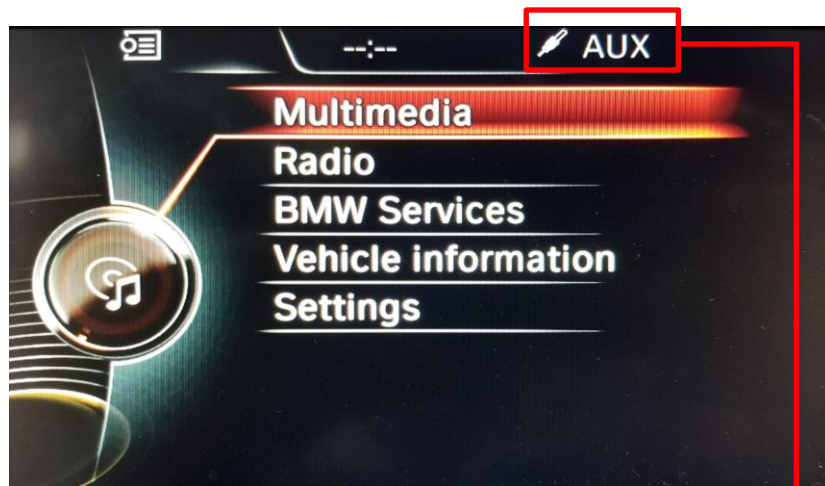 --:-- AUX
Multimedia
Radio
BMW Services
Vehicle information
Settings